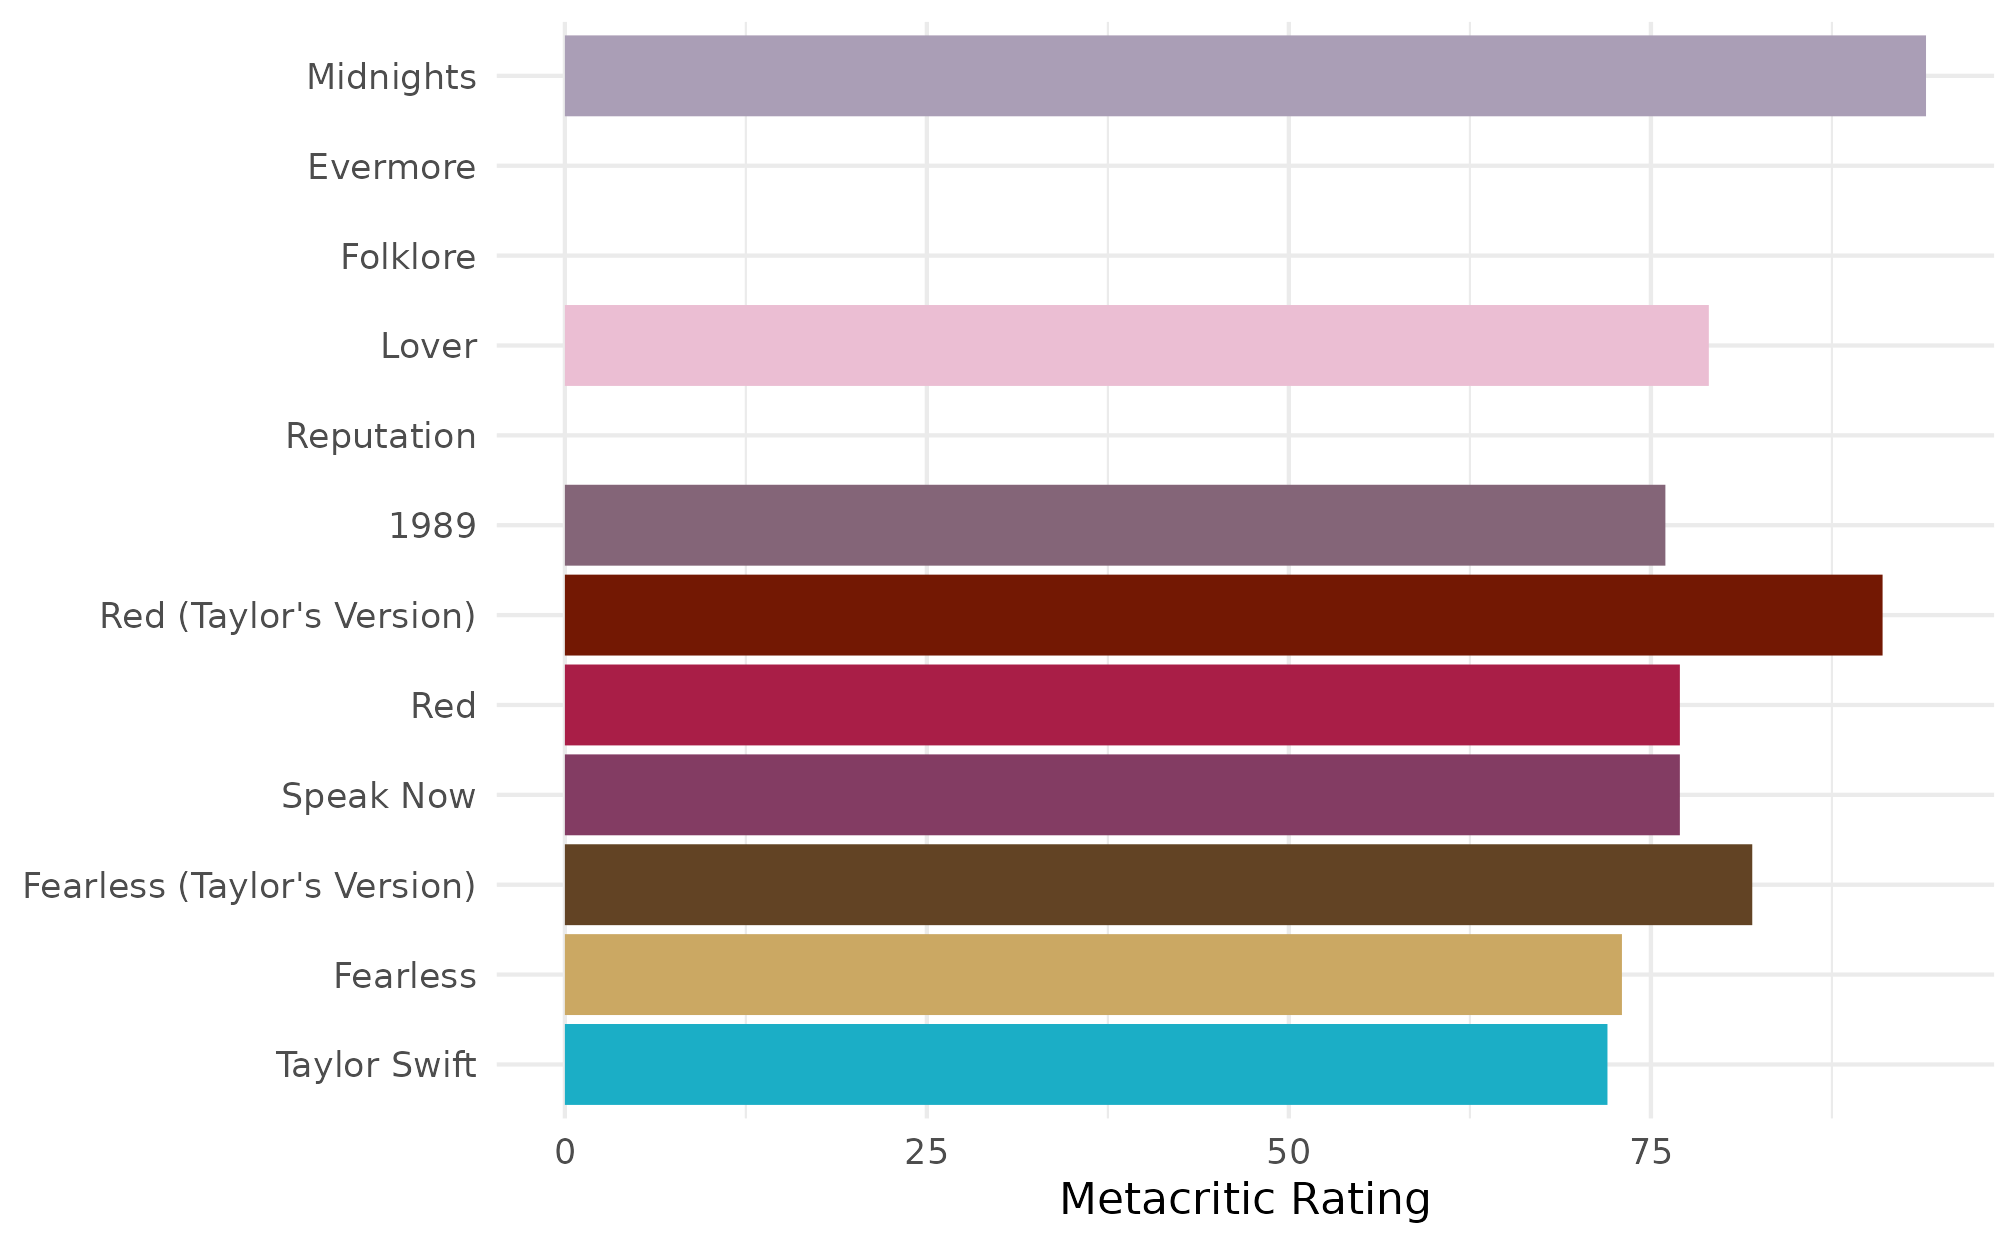 Midnights
Evermore
Folklore
Lover
Reputation
1989
Red (Taylor's Version)
Red
Speak Now
Fearless (Taylor's Version)
Fearless
Taylor Swift
0 25 50 75
Metacritic Rating